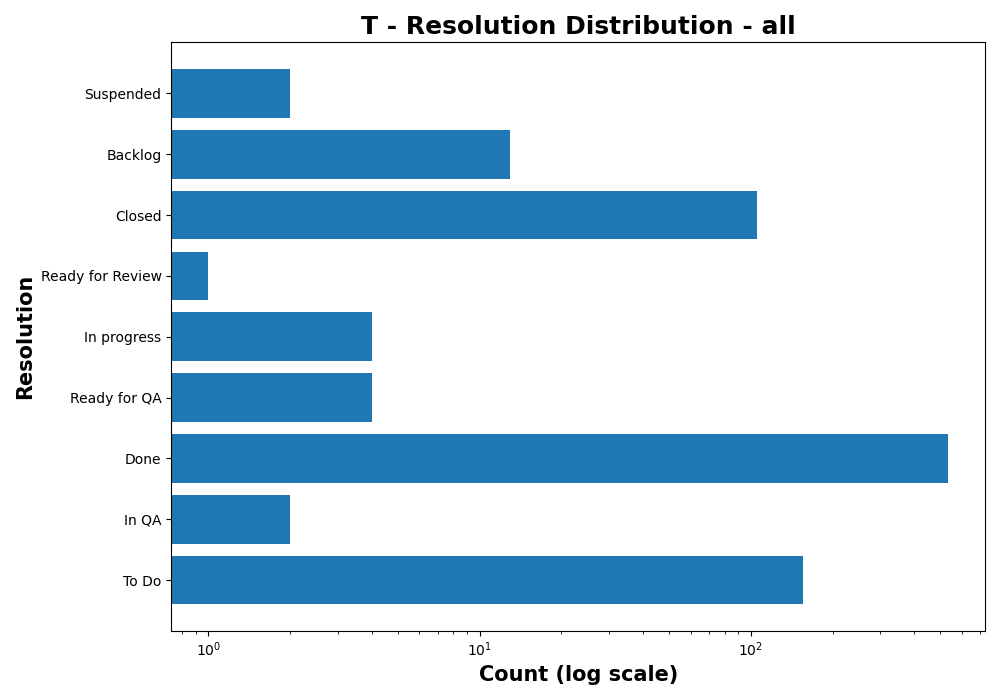 T - Resolution Distribution - all
Resolution
Suspended
Backlog
Closed
Ready for Review
In progress
Ready for QA
Done
In QA
To Do
10⁰ 10¹ 10²
Count (log scale)